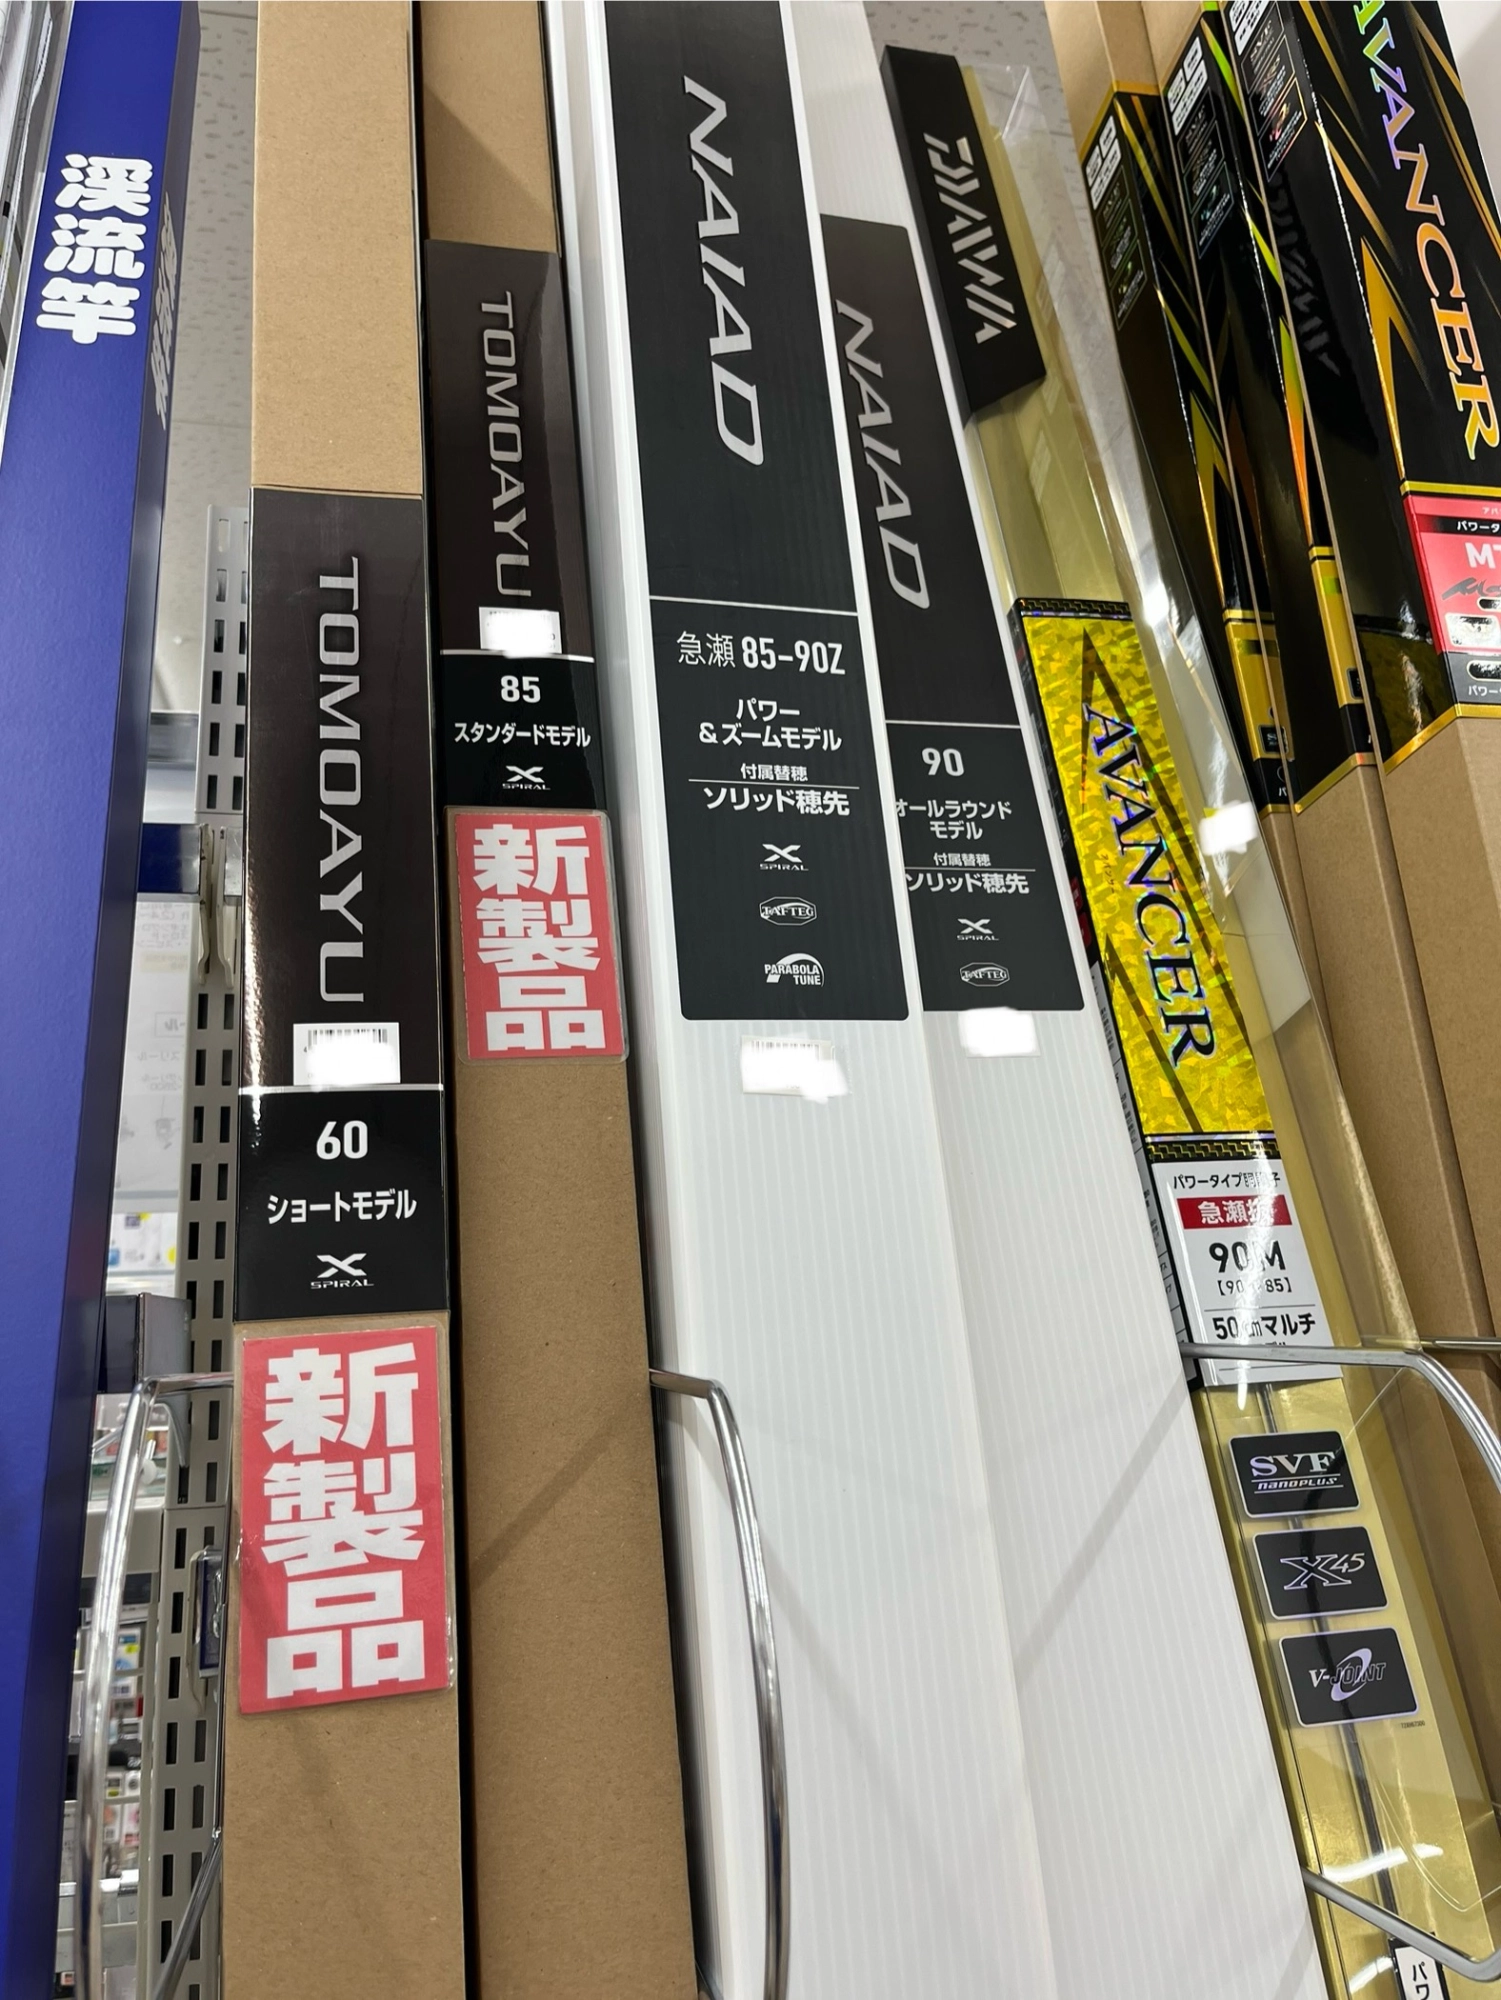 渓流竿
TOMOAYU
60
ショートモデル
X
SPIRAL
新製品
TOMOAYU
85
スタンダードモデル
X
SPIRAL
新製品
NAIAD
急瀬 85-90Z
パワー
&ズームモデル
付属替穂
ソリッド穂先
X
SPIRAL
TAFTEC
PARABOLA
TUNE
NAIAD
90
オールラウンド
モデル
付属替穂
ソリッド穂先
X
SPIRAL
TAFTEC
DAIWA
AVANCER
パワータイプ
急瀬
90
50 cmマルチ
SVF
nanoPLUS
X45
V-JOINT
AVANCER
パワ